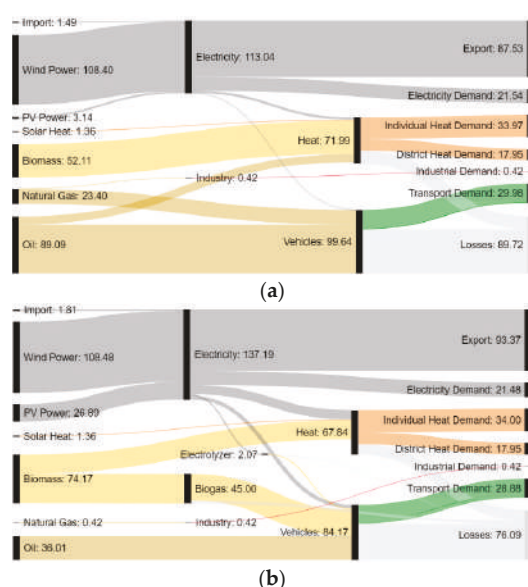 Import: 1.49
Wind Power: 108.40
Electricity: 113.04
Export: 87.53
Electricity Demand: 21.54
PV Power: 3.14
Solar Heat: 1.36
Biomass: 52.11
Heat: 71.99
Individual Heat Demand: 33.97
District Heat Demand: 17.95
Industry: 0.42
Industrial Demand: 0.42
Natural Gas: 23.40
Transport Demand: 29.98
Oil: 89.09
Vehicles: 99.64
Losses: 89.72
(a)
Import: 1.81
Wind Power: 108.48
Electricity: 137.19
Export: 93.37
Electricity Demand: 21.48
PV Power: 26.89
Solar Heat: 1.36
Individual Heat Demand: 34.00
Heat: 67.84
District Heat Demand: 17.95
Electrolyzer: 2.07
Industrial Demand: 0.42
Biomass: 74.17
Biogas: 45.00
Transport Demand: 28.88
Natural Gas: 0.42
Industry: 0.42
Vehicles: 84.17
Losses: 76.09
Oil: 36.01
(b)